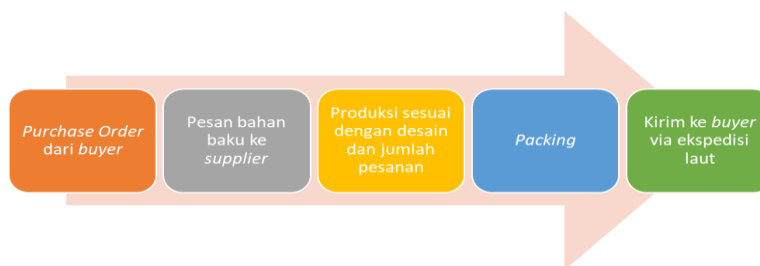 Purchase Order
dari buyer
Pesan bahan
baku ke
supplier
Produksi sesuai
dengan desain
dan jumlah
pesanan
Packing
Kirim ke buyer
via ekspedisi
laut